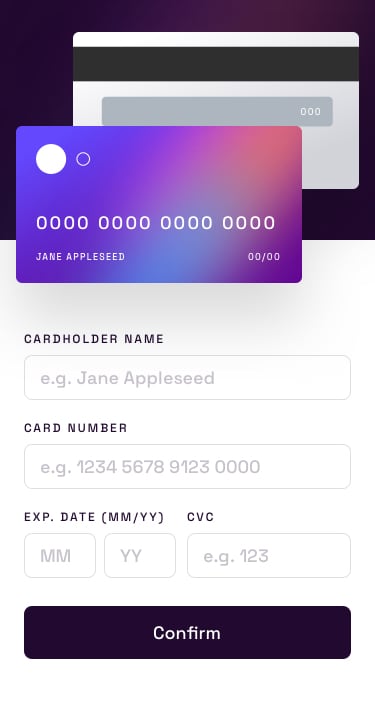 000
0000 0000 0000 0000
JANE APPLESEED 00/00
CARDHOLDER NAME
e.g. Jane Appleseed
CARD NUMBER
e.g. 1234 5678 9123 0000
EXP. DATE (MM/YY) CVC
MM YY e.g. 123
Confirm